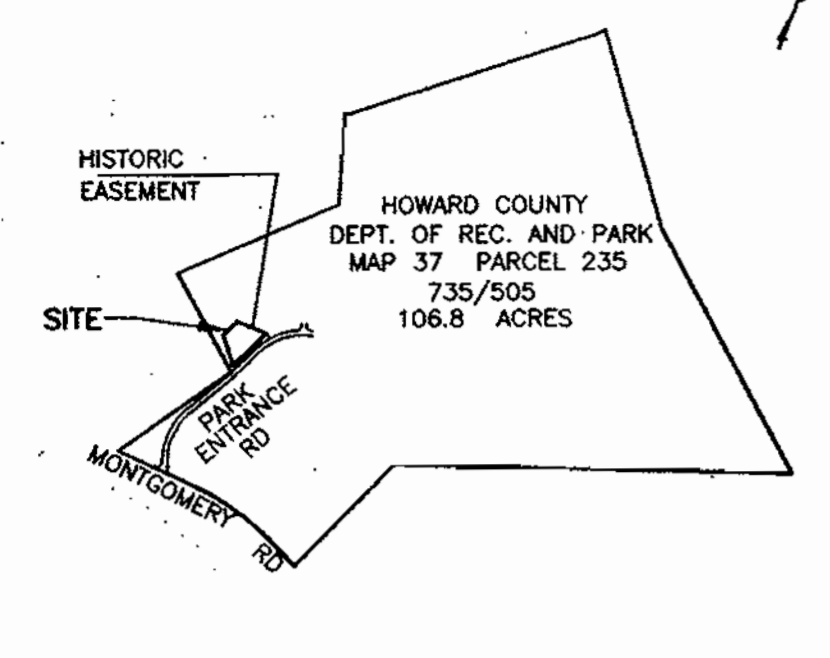 HISTORIC
EASEMENT
HOWARD COUNTY
DEPT. OF REC. AND PARK
MAP 37 PARCEL 235
735/505
106.8 ACRES
SITE
PARK
ENTRANCE
RD
MONTGOMERY
RD